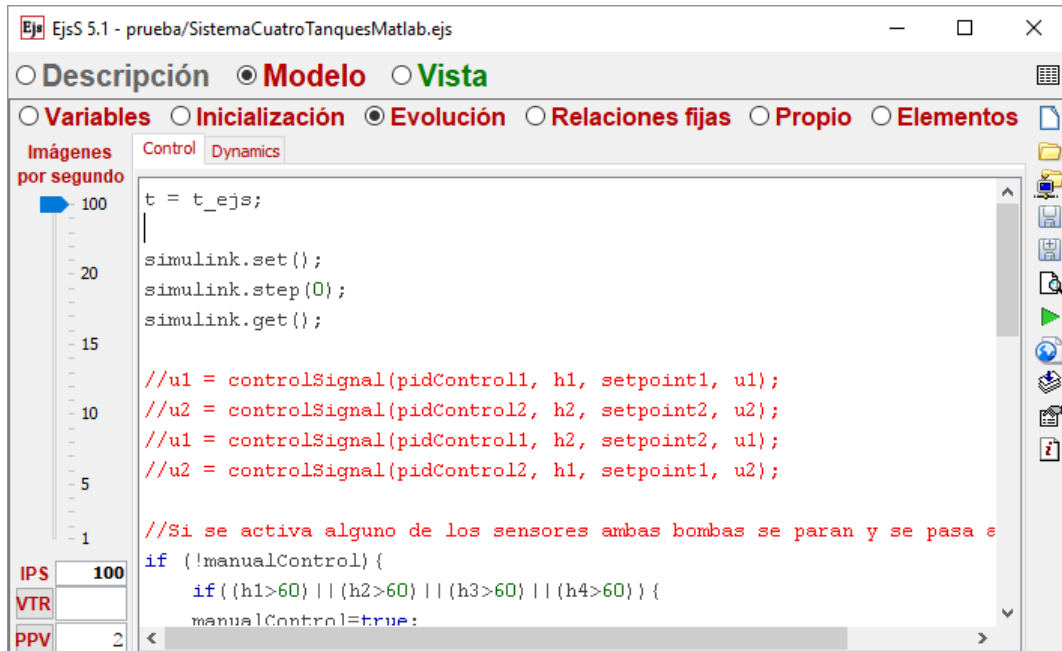 EjsS 5.1 - prueba/SistemaCuatroTanquesMatlab.ejs
Descripción Modelo Vista
Variables Inicialización Evolución Relaciones fijas Propio Elementos
Imágenes
por segundo
Control Dynamics
100
20
15
10
5
1
IPS 100
VTR
PPV 2
t = t_ejs;
simulink.set();
simulink.step(0);
simulink.get();
//u1 = controlSignal(pidControl1, h1, setpoint1, u1);
//u2 = controlSignal(pidControl2, h2, setpoint2, u2);
//u1 = controlSignal(pidControl1, h2, setpoint2, u1);
//u2 = controlSignal(pidControl2, h1, setpoint1, u2);
//Si se activa alguno de los sensores ambas bombas se paran y se pasa
if (!manualControl){
if((h1>60)||(h2>60)||(h3>60)||(h4>60)){
manualControl=true;